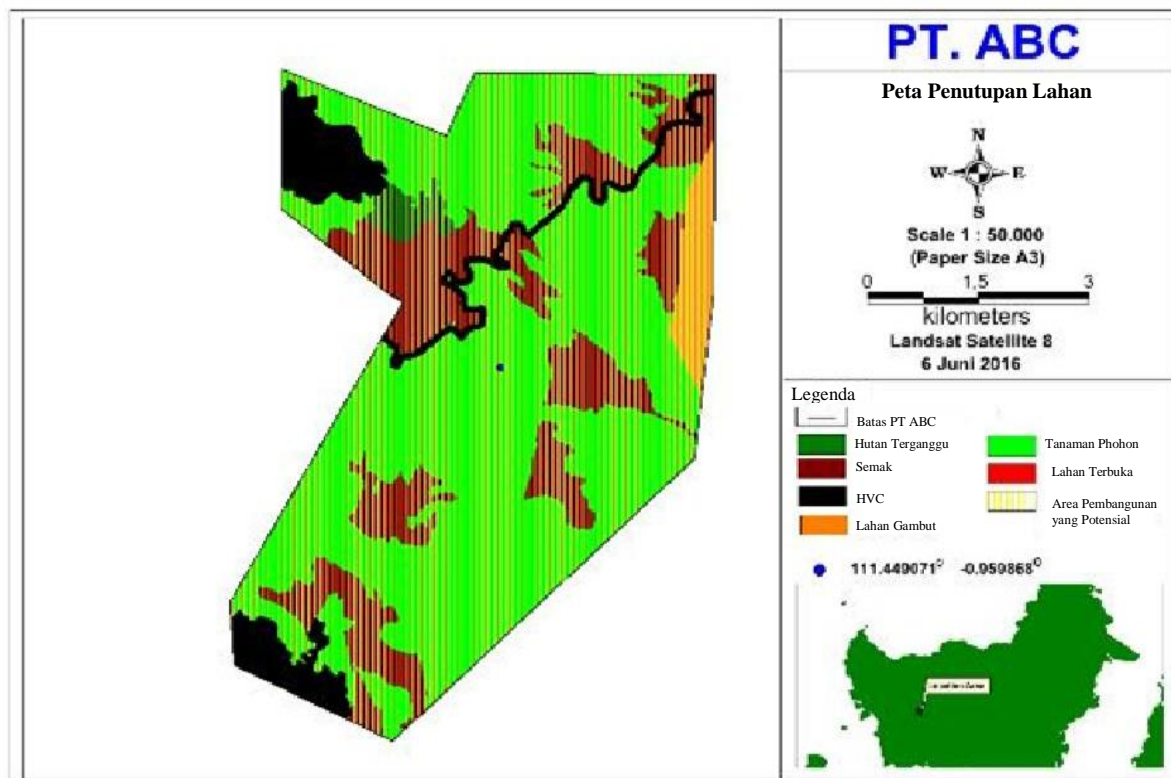 PT. ABC
Peta Penutupan Lahan
N
W E
S
Scale 1 : 50.000
(Paper Size A3)
0 1,5 3
kilometers
Landsat Satellite 8
6 Juni 2016
Legenda
Batas PT ABC
Hutan Terganggu
Semak
HVC
Lahan Gambut
Tanaman Phohon
Lahan Terbuka
Area Pembangunan
yang Potensial
111.449071° -0.959868°